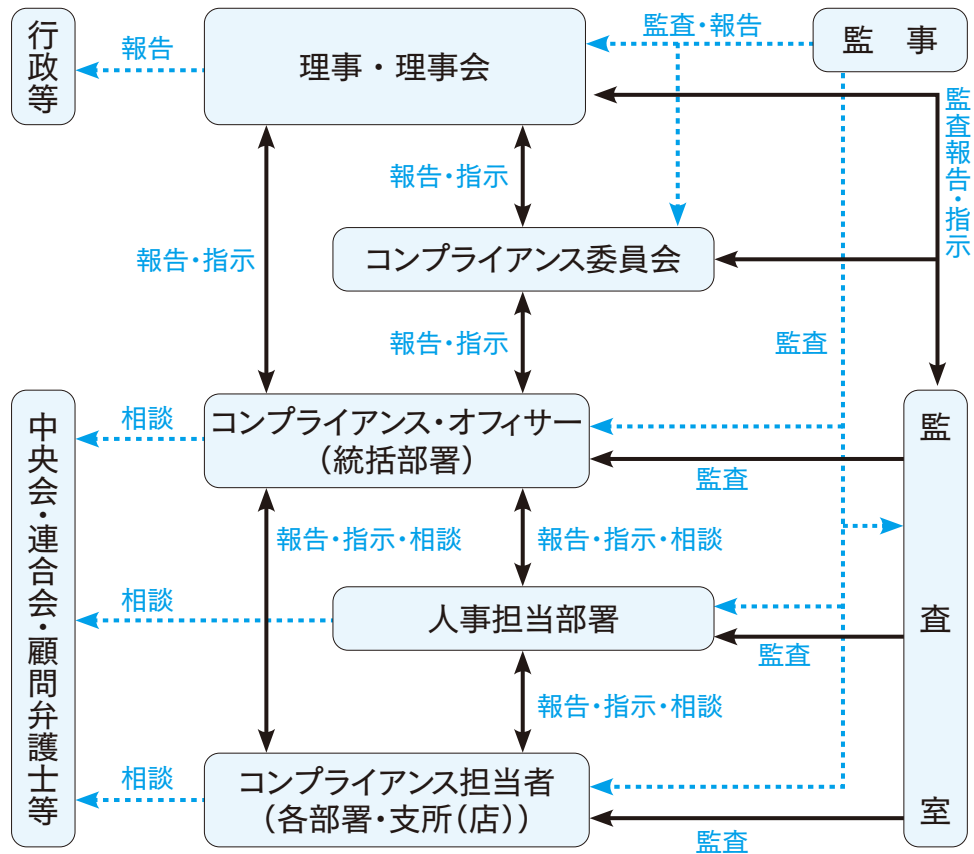 行政等
報告
理事・理事会
監査・報告
監　事
監査報告・指示
報告・指示
報告・指示
コンプライアンス委員会
報告・指示
監査
中央会・連合会・顧問弁護士等
相談
コンプライアンス・オフィサー
（統括部署）
監査
監査室
報告・指示・相談
報告・指示・相談
相談
人事担当部署
監査
報告・指示・相談
相談
コンプライアンス担当者
（各部署・支所（店））
監査